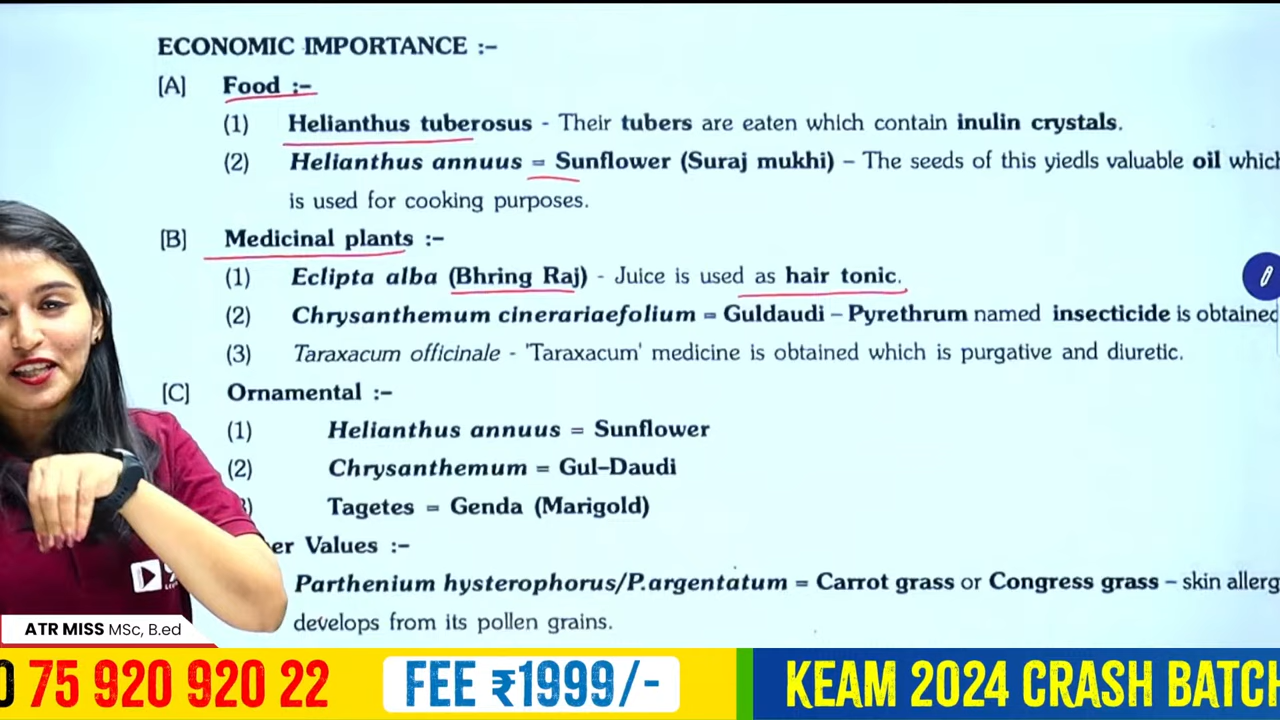 ECONOMIC IMPORTANCE :–
[A] Food :–
(1) Helianthus tuberosus - Their tubers are eaten which contain inulin crystals.
(2) Helianthus annuus = Sunflower (Suraj mukhi) – The seeds of this yiedls valuable oil which
is used for cooking purposes.
[B] Medicinal plants :–
(1) Eclipta alba (Bhring Raj) - Juice is used as hair tonic.
(2) Chrysanthemum cinerariaefolium = Guldaudi – Pyrethrum named insecticide is obtained
(3) Taraxacum officinale - 'Taraxacum' medicine is obtained which is purgative and diuretic.
[C] Ornamental :–
(1) Helianthus annuus = Sunflower
(2) Chrysanthemum = Gul–Daudi
Tagetes = Genda (Marigold)
Values :–
Parthenium hysterophorus/P.argentatum = Carrot grass or Congress grass – skin allerg
develops from its pollen grains.
ATR MISS MSc, B.ed
0 75 920 920 22 FEE ₹1999/- KEAM 2024 CRASH BATCH